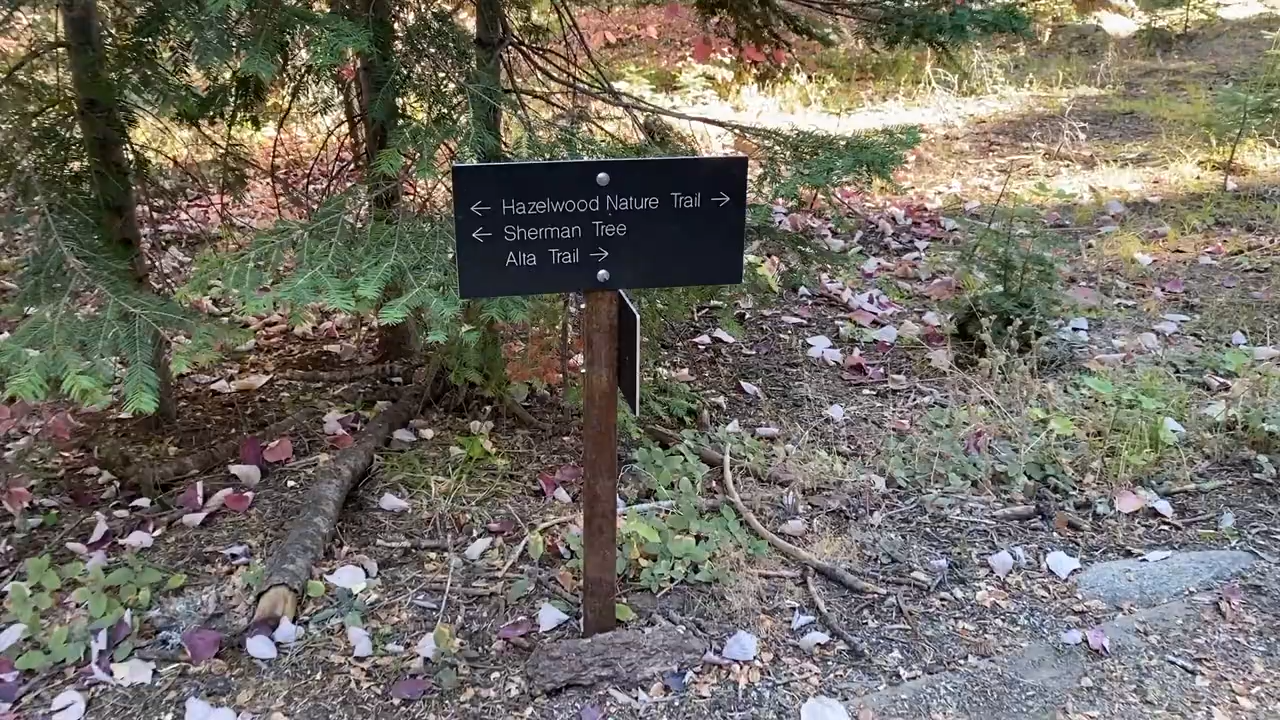 ← Hazelwood Nature Trail →
← Sherman Tree
Alta Trail →